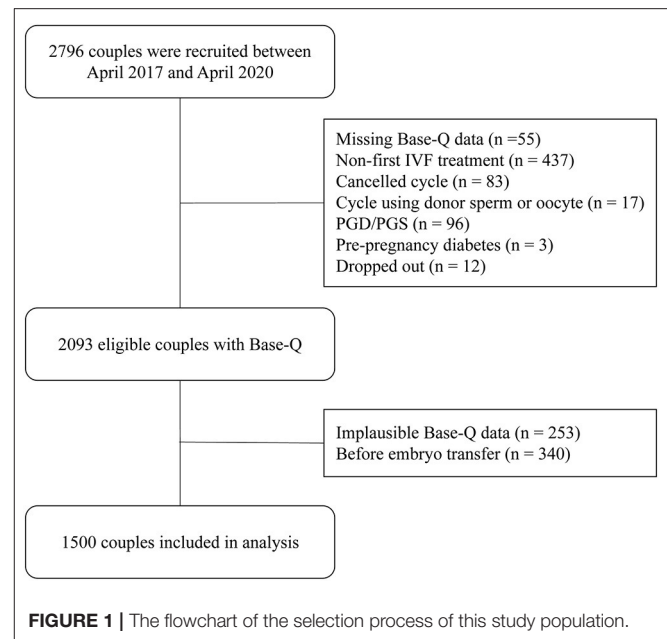 2796 couples were recruited between
April 2017 and April 2020
Missing Base-Q data (n =55)
Non-first IVF treatment (n = 437)
Cancelled cycle (n = 83)
Cycle using donor sperm or oocyte (n = 17)
PGD/PGS (n = 96)
Pre-pregnancy diabetes (n = 3)
Dropped out (n = 12)
2093 eligible couples with Base-Q
Implausible Base-Q data (n = 253)
Before embryo transfer (n = 340)
1500 couples included in analysis
FIGURE 1 | The flowchart of the selection process of this study population.